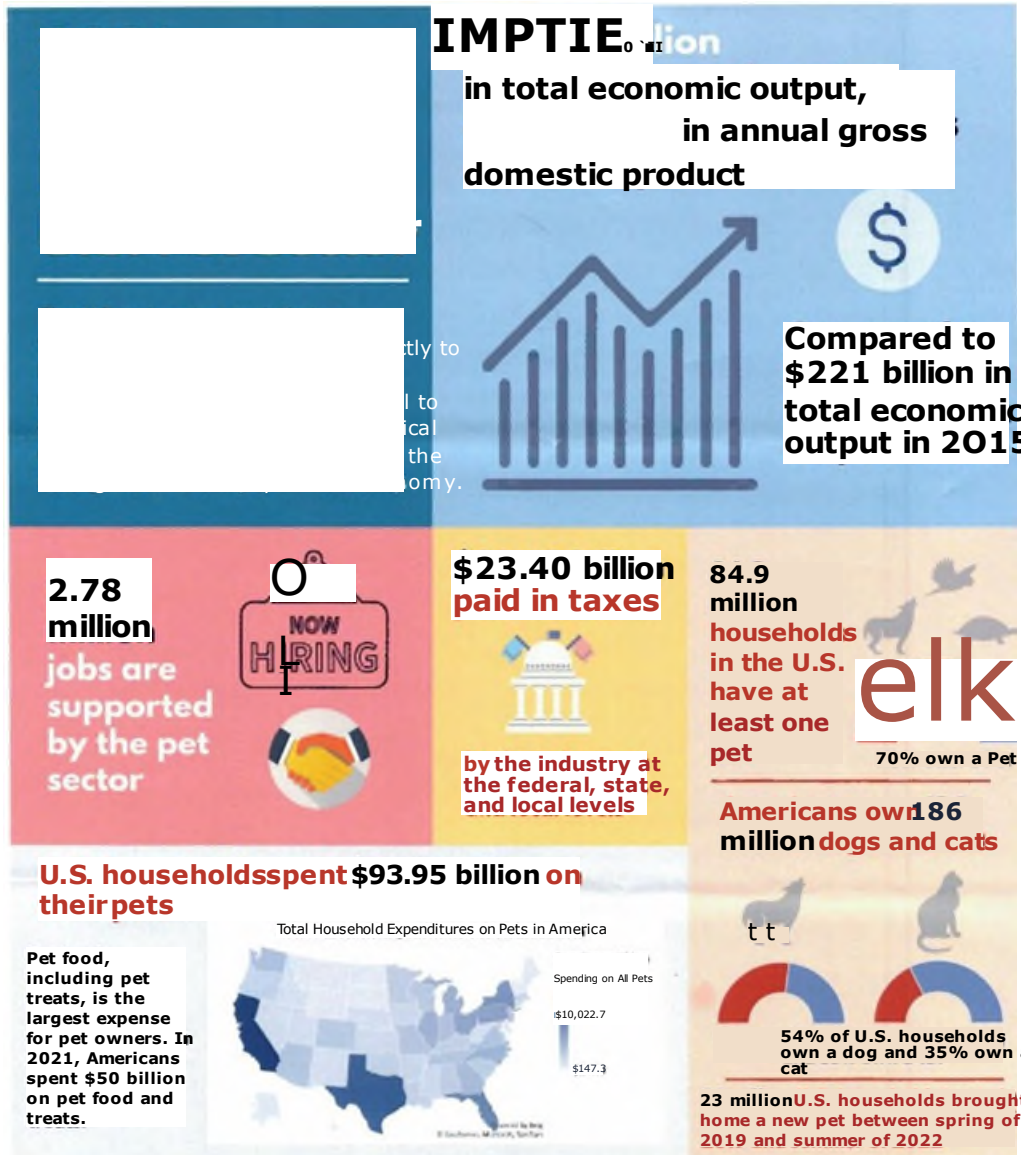 IMPTIE
lion
in total economic output,
in annual gross
domestic product
$
Compared to
$221 billion in
total economic
output in 2O15
tly to
l to
ical
the
omy.
2.78
million
jobs are
supported
by the pet
sector
O
NOW
HIRING
$23.40 billion
paid in taxes
by the industry at
the federal, state,
and local levels
84.9
million
households
in the U.S.
have at
least one
pet
elk
70% own a Pet
Americans own 186
million dogs and cats
t t
54% of U.S. households
own a dog and 35% own a
cat
23 million U.S. households brought
home a new pet between spring of
2019 and summer of 2022
U.S. households spent $93.95 billion on
their pets
Total Household Expenditures on Pets in America
Pet food,
including pet
treats, is the
largest expense
for pet owners. In
2021, Americans
spent $50 billion
on pet food and
treats.
Spending on All Pets
$10,022.7
$147.3